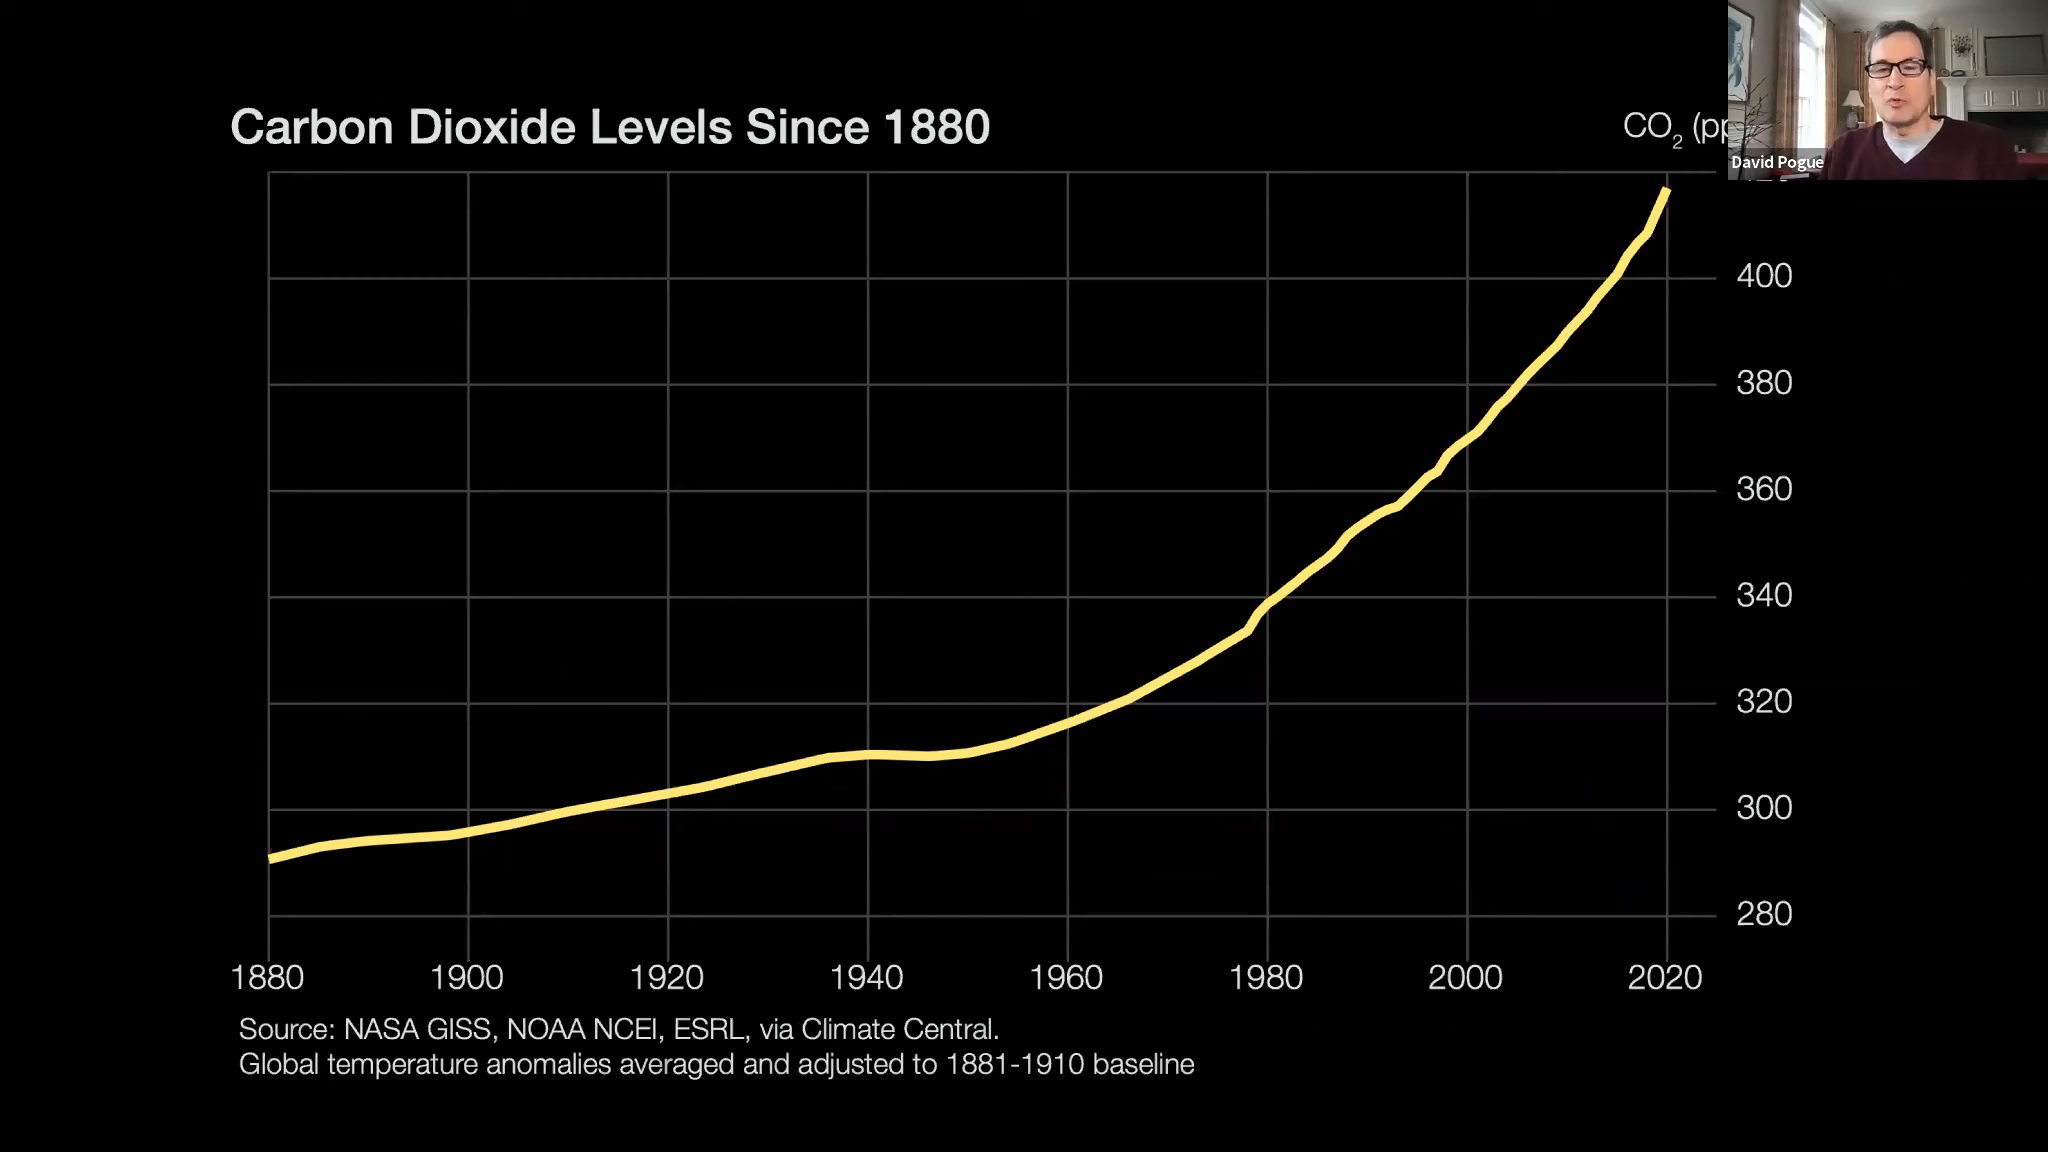 Carbon Dioxide Levels Since 1880
CO₂ (pp
David Pogue
400
380
360
340
320
300
280
1880 1900 1920 1940 1960 1980 2000 2020
Source: NASA GISS, NOAA NCEI, ESRL, via Climate Central.
Global temperature anomalies averaged and adjusted to 1881-1910 baseline